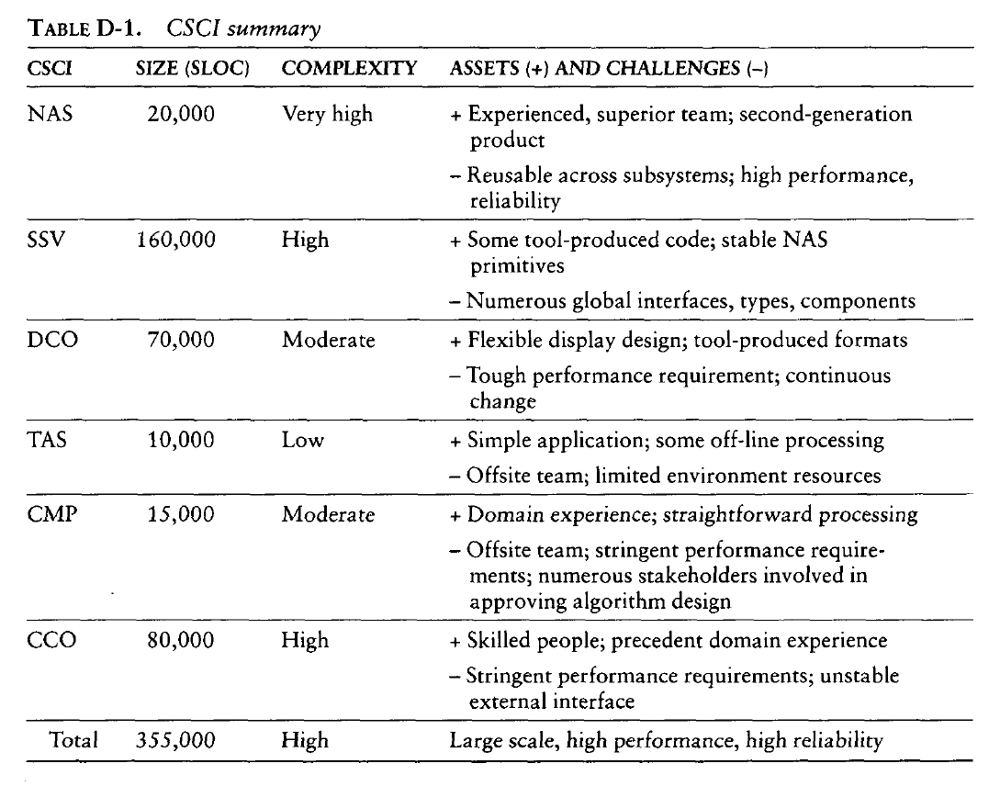 TABLE D-1. CSCI summary
CSCI SIZE (SLOC) COMPLEXITY ASSETS (+) AND CHALLENGES (–)
NAS 20,000 Very high + Experienced, superior team; second-generation
product
– Reusable across subsystems; high performance,
reliability
SSV 160,000 High + Some tool-produced code; stable NAS
primitives
– Numerous global interfaces, types, components
DCO 70,000 Moderate + Flexible display design; tool-produced formats
– Tough performance requirement; continuous
change
TAS 10,000 Low + Simple application; some off-line processing
– Offsite team; limited environment resources
CMP 15,000 Moderate + Domain experience; straightforward processing
– Offsite team; stringent performance require-
ments; numerous stakeholders involved in
approving algorithm design
CCO 80,000 High + Skilled people; precedent domain experience
– Stringent performance requirements; unstable
external interface
Total 355,000 High Large scale, high performance, high reliability